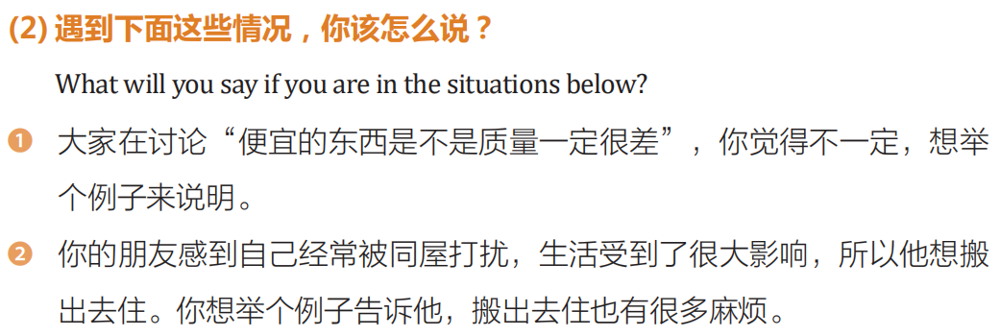 (2) 遇到下面这些情况，你该怎么说？
What will you say if you are in the situations below?
1 大家在讨论“便宜的东西是不是质量一定很差”，你觉得不一定，想举
个例子来说明。
2 你的朋友感到自己经常被同屋打扰，生活受到了很大影响，所以他想搬
出去住。你想举个例子告诉他，搬出去住也有很多麻烦。